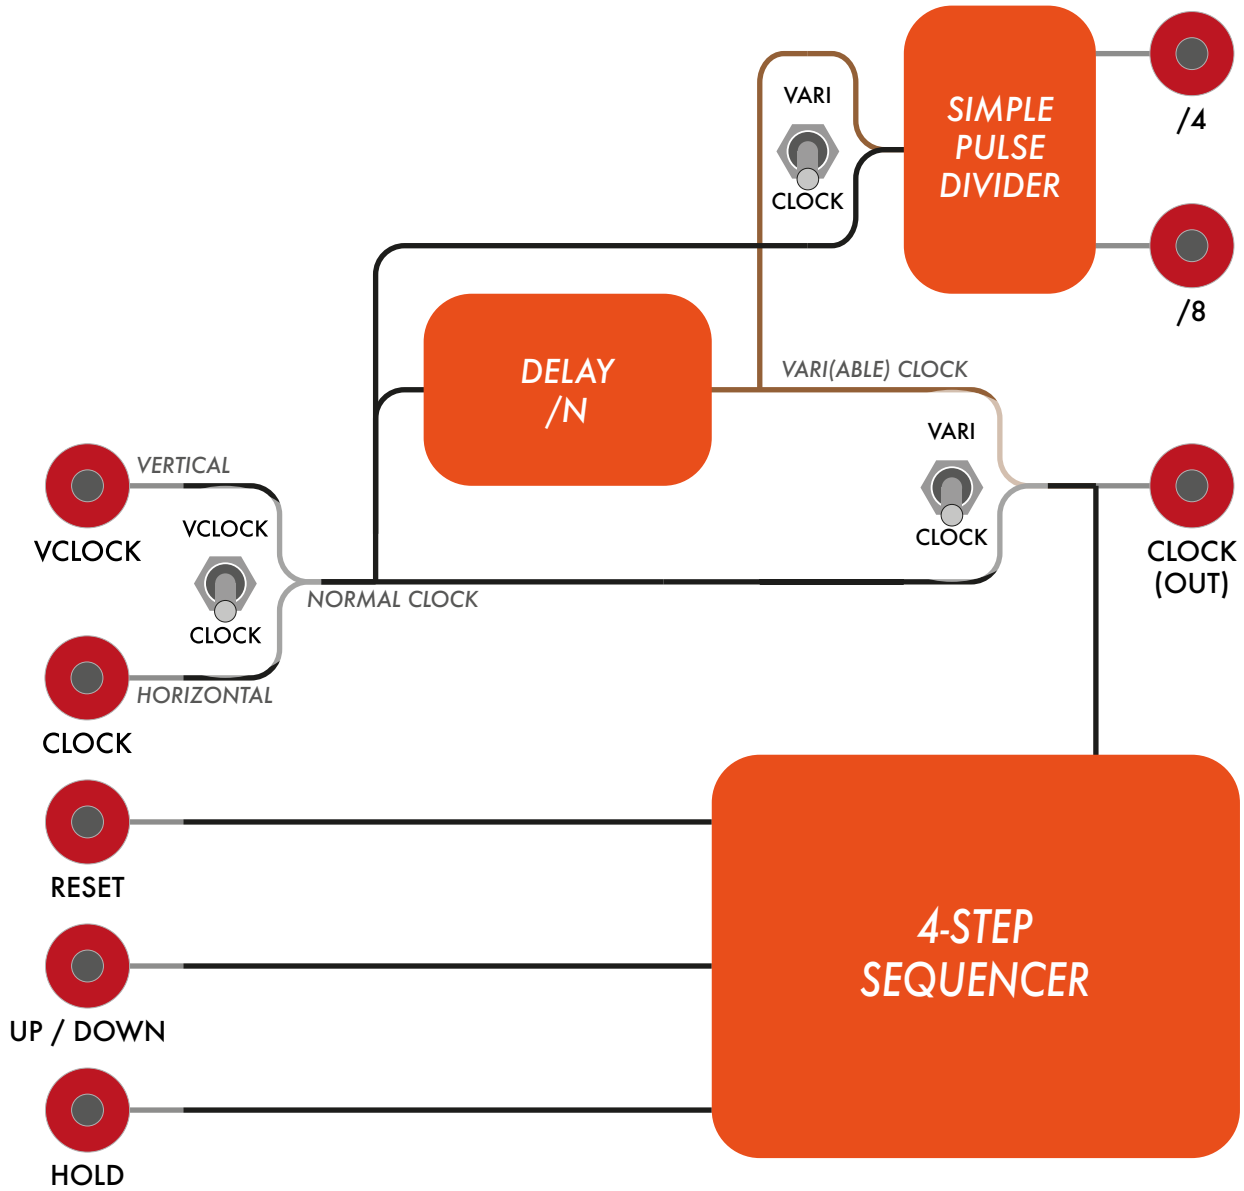 VARI
CLOCK
SIMPLE
PULSE
DIVIDER
/4
/8
DELAY
/N
VARI(ABLE) CLOCK
VARI
CLOCK
VERTICAL
VCLOCK
VCLOCK
CLOCK
NORMAL CLOCK
CLOCK
(OUT)
HORIZONTAL
CLOCK
RESET
UP / DOWN
HOLD
4-STEP
SEQUENCER